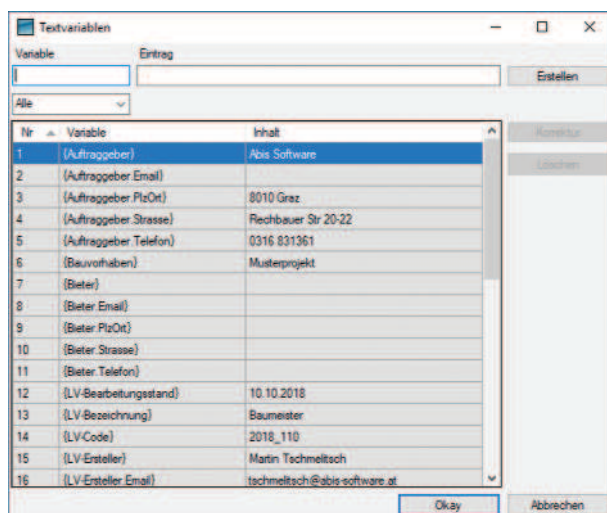 Textvariablen
Variable Eintrag
Erstellen
Alle
Nr Variable Inhalt
Korrektur
1 {Auftraggeber} Abis Software
Löschen
2 {Auftraggeber.Email}
3 {Auftraggeber.PlzOrt} 8010 Graz
4 {Auftraggeber.Strasse} Rechbauer Str 20-22
5 {Auftraggeber.Telefon} 0316 831361
6 {Bauvorhaben} Musterprojekt
7 {Bieter}
8 {Bieter.Email}
9 {Bieter.PlzOrt}
10 {Bieter.Strasse}
11 {Bieter.Telefon}
12 {LV-Bearbeitungsstand} 10.10.2018
13 {LV-Bezeichnung} Baumeister
14 {LV-Code} 2018_110
15 {LV-Ersteller} Martin Tschmelitsch
16 {LV-Ersteller.Email} tschmelitsch@abis-software.at
Okay Abbrechen